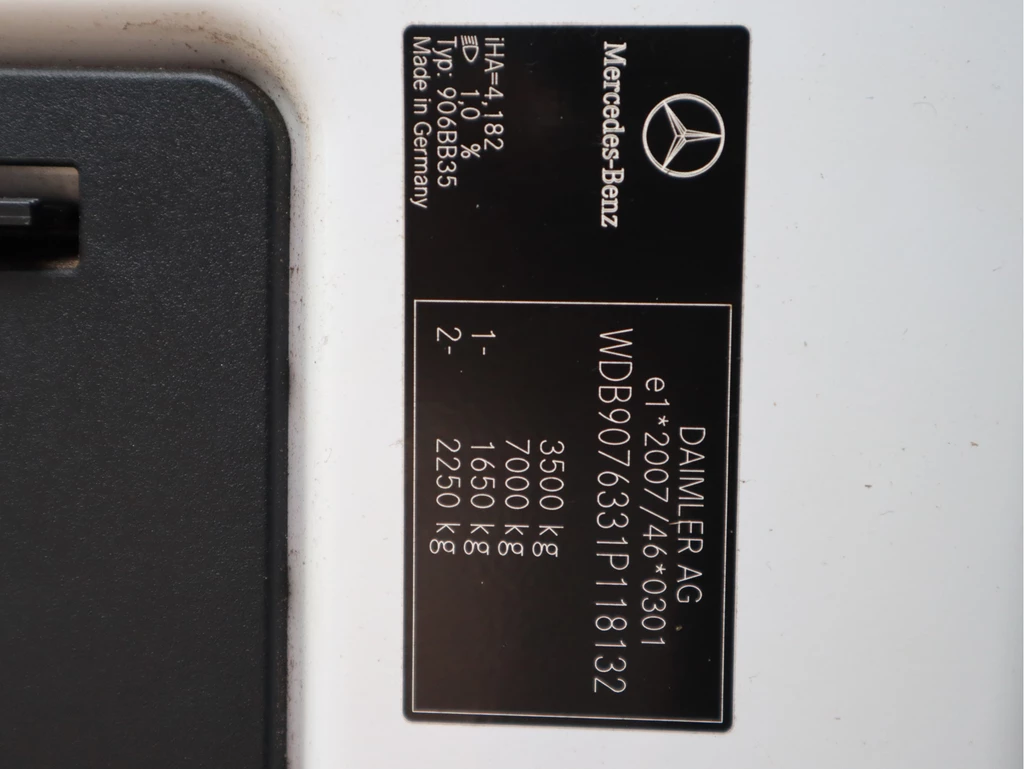 Mercedes-Benz
iHA=4,182
1,0 %
Typ: 906BB35
Made in Germany
DAIMLER AG
e1*2007/46*0301
WDB9076331P118132
3500 kg
7000 kg
1- 1650 kg
2- 2250 kg